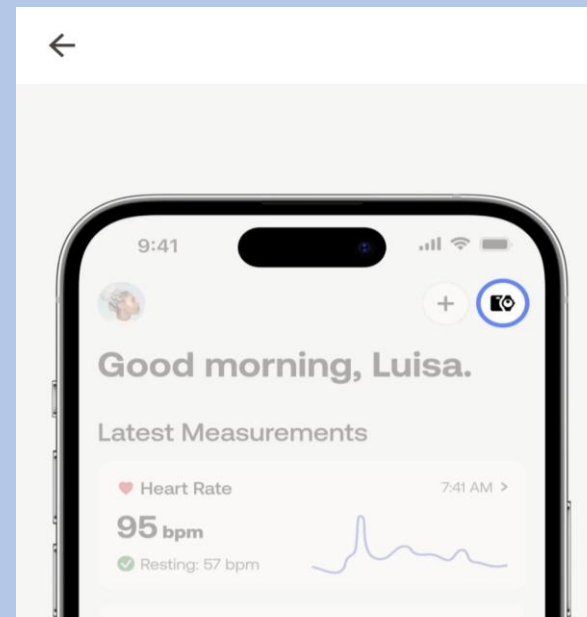 9:41
Good morning, Luisa.
Latest Measurements
Heart Rate
7:41 AM >
95 bpm
Resting: 57 bpm